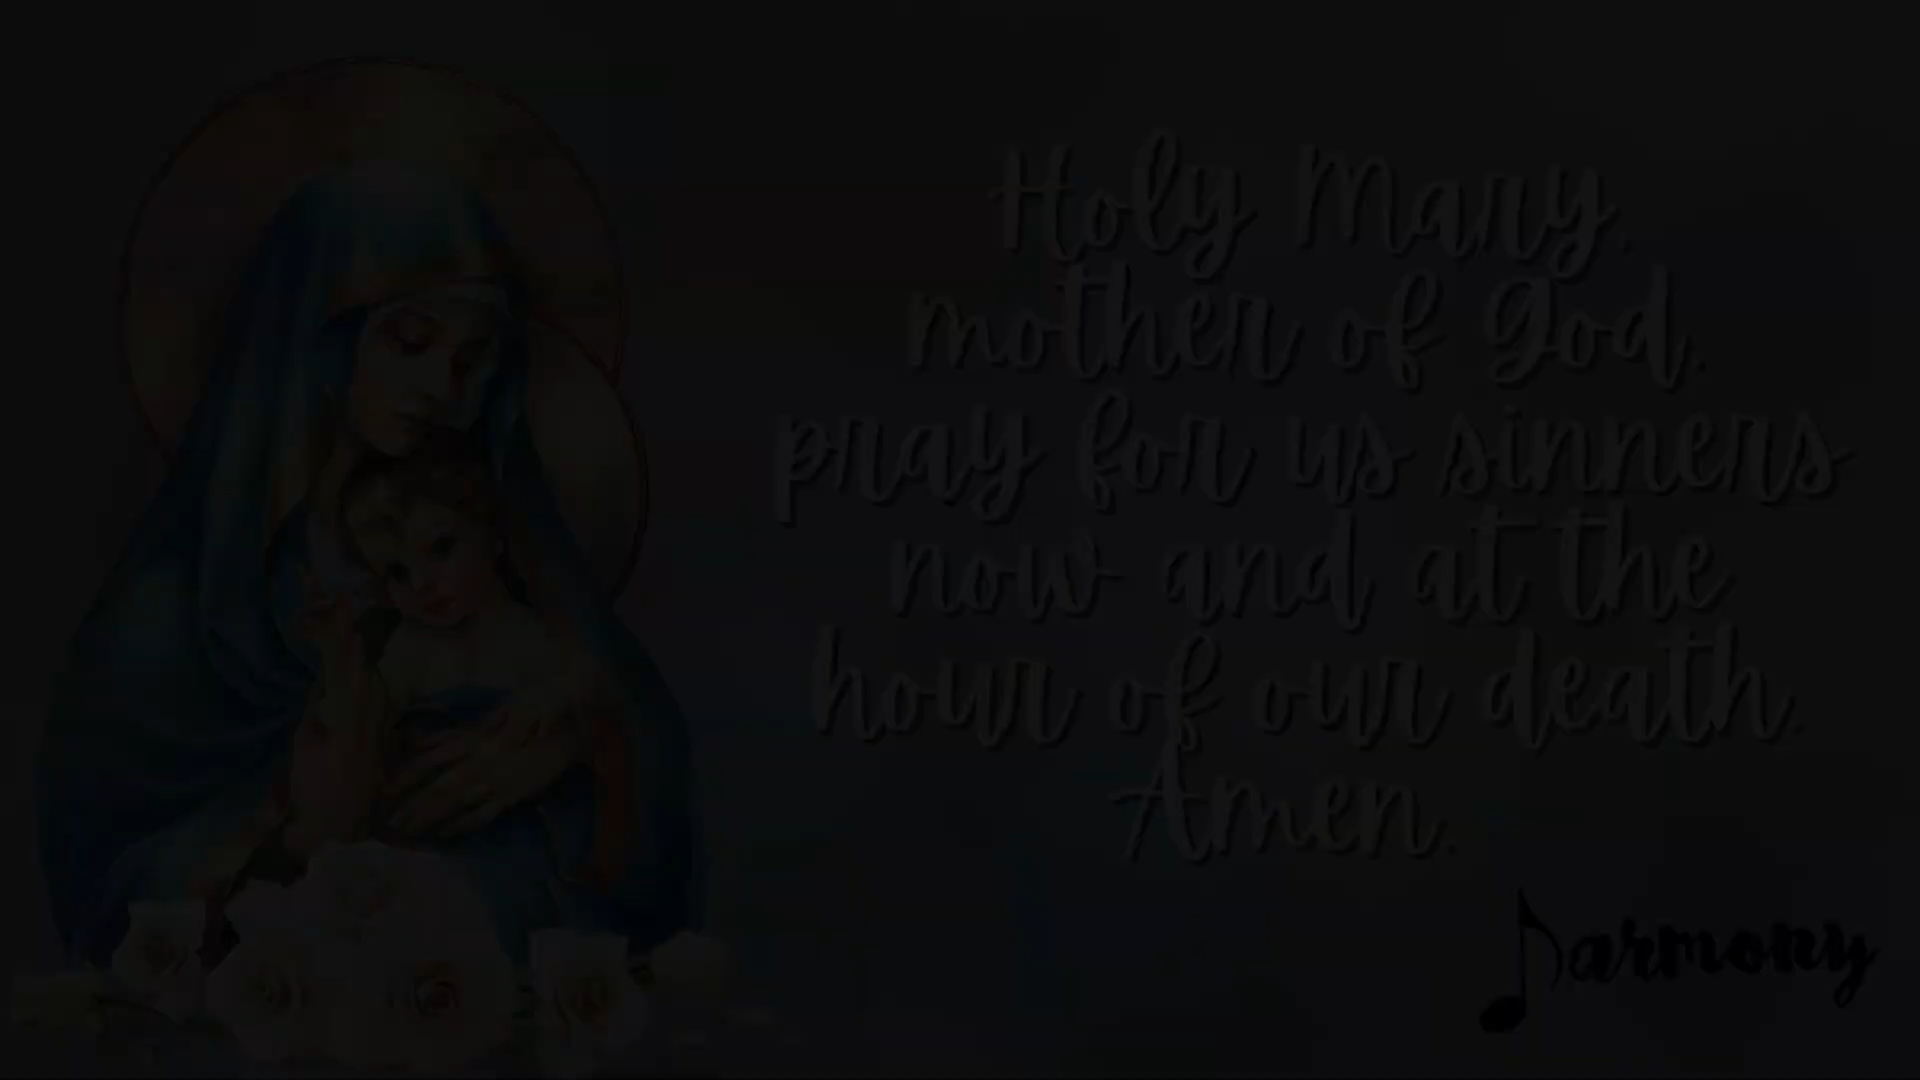 Holy Mary,
mother of God,
pray for us sinners
now and at the
hour of our death.
Amen.
Harmony